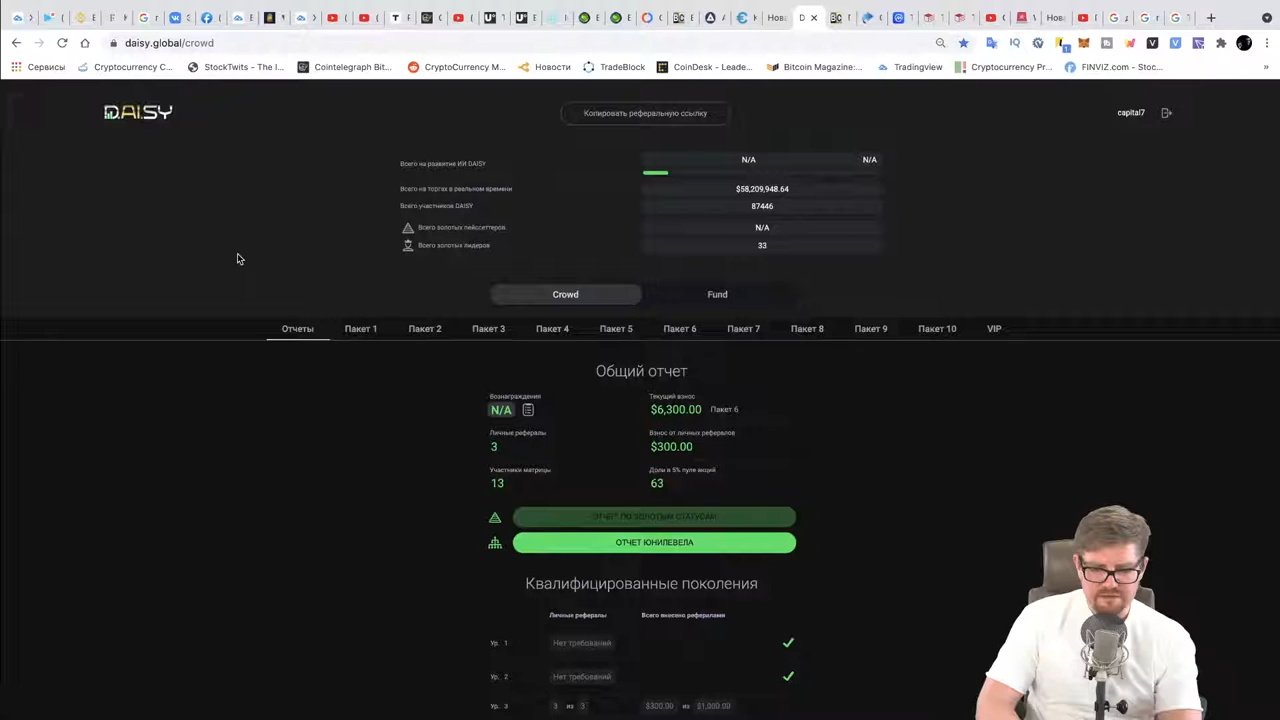 daisy.global/crowd
Сервисы
Cryptocurrency C...
StockTwits - The l...
Cointelegraph Bit...
CryptoCurrency M...
Новости
TradeBlock
CoinDesk - Leade...
Bitcoin Magazine:...
Tradingview
Cryptocurrency Pr...
FINVIZ.com - Stoc...
DAISY
Копировать реферальную ссылку
capital7
Всего на развитие ИИ DAISY N/A N/A
Всего на торгах в реальном времени $58,209,948.64
Всего участников DAISY 87446
Всего золотых пейссеттеров N/A
Всего золотых лидеров 33
Crowd Fund
Отчеты Пакет 1 Пакет 2 Пакет 3 Пакет 4 Пакет 5 Пакет 6 Пакет 7 Пакет 8 Пакет 9 Пакет 10 VIP
Общий отчет
Вознаграждения Текущий взнос
N/A $6,300.00 Пакет 6
Личные рефералы Взнос от личных рефералов
3 $300.00
Участники матрицы Доли в 5% пуле акций
13 63
ОТЧЕТ ПО ЗОЛОТЫМ СТАТУСАМ
ОТЧЕТ ЮНИЛЕВЕЛА
Квалифицированные поколения
Личные рефералы Всего внесено рефералами
Ур. 1 Нет требований
Ур. 2 Нет требований
Ур. 3 3 из 3 $300.00 из $1,000.00